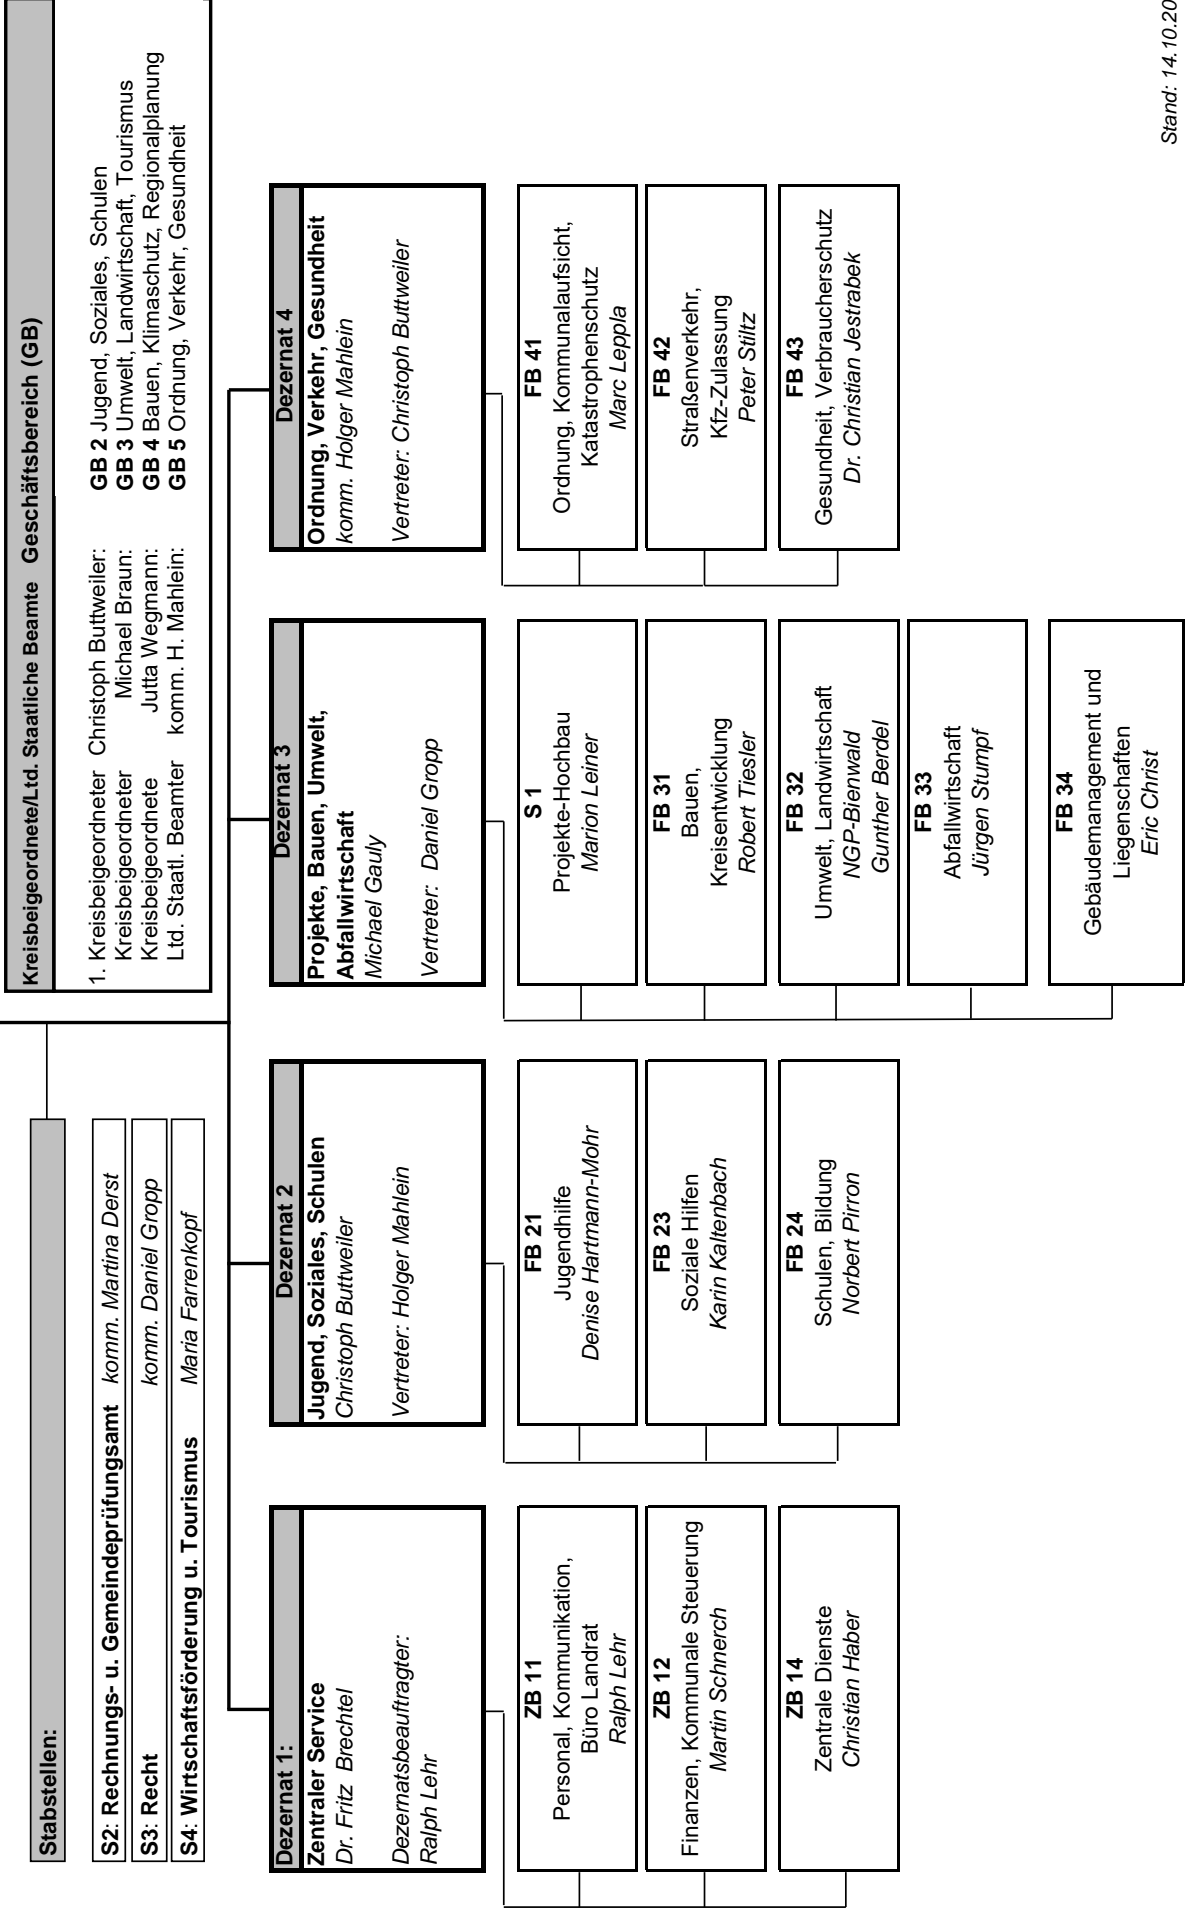 Kreisbeigeordnete/Ltd. Staatliche Beamte Geschäftsbereich (GB)
1. Kreisbeigeordneter Christoph Buttweiler: GB 2 Jugend, Soziales, Schulen
Kreisbeigeordneter Michael Braun: GB 3 Umwelt, Landwirtschaft, Tourismus
Kreisbeigeordnete Jutta Wegmann: GB 4 Bauen, Klimaschutz, Regionalplanung
Ltd. Staatl. Beamter komm. H. Mahlein: GB 5 Ordnung, Verkehr, Gesundheit
Stabstellen:
S2: Rechnungs- u. Gemeindeprüfungsamt komm. Martina Derst
S3: Recht komm. Daniel Gropp
S4: Wirtschaftsförderung u. Tourismus Maria Farrenkopf
Dezernat 1:
Zentraler Service
Dr. Fritz Brechtel
Dezernatsbeauftragter:
Ralph Lehr
ZB 11
Personal, Kommunikation,
Büro Landrat
Ralph Lehr
ZB 12
Finanzen, Kommunale Steuerung
Martin Schnerch
ZB 14
Zentrale Dienste
Christian Haber
Dezernat 2
Jugend, Soziales, Schulen
Christoph Buttweiler
Vertreter: Holger Mahlein
FB 21
Jugendhilfe
Denise Hartmann-Mohr
FB 23
Soziale Hilfen
Karin Kaltenbach
FB 24
Schulen, Bildung
Norbert Pirron
Dezernat 3
Projekte, Bauen, Umwelt,
Abfallwirtschaft
Michael Gauly
Vertreter: Daniel Gropp
S 1
Projekte-Hochbau
Marion Leiner
FB 31
Bauen,
Kreisentwicklung
Robert Tiesler
FB 32
Umwelt, Landwirtschaft
NGP-Bienwald
Gunther Berdel
FB 33
Abfallwirtschaft
Jürgen Stumpf
FB 34
Gebäudemanagement und
Liegenschaften
Eric Christ
Dezernat 4
Ordnung, Verkehr, Gesundheit
komm. Holger Mahlein
Vertreter: Christoph Buttweiler
FB 41
Ordnung, Kommunalaufsicht,
Katastrophenschutz
Marc Leppla
FB 42
Straßenverkehr,
Kfz-Zulassung
Peter Stiltz
FB 43
Gesundheit, Verbraucherschutz
Dr. Christian Jestrabek
Stand: 14.10.20